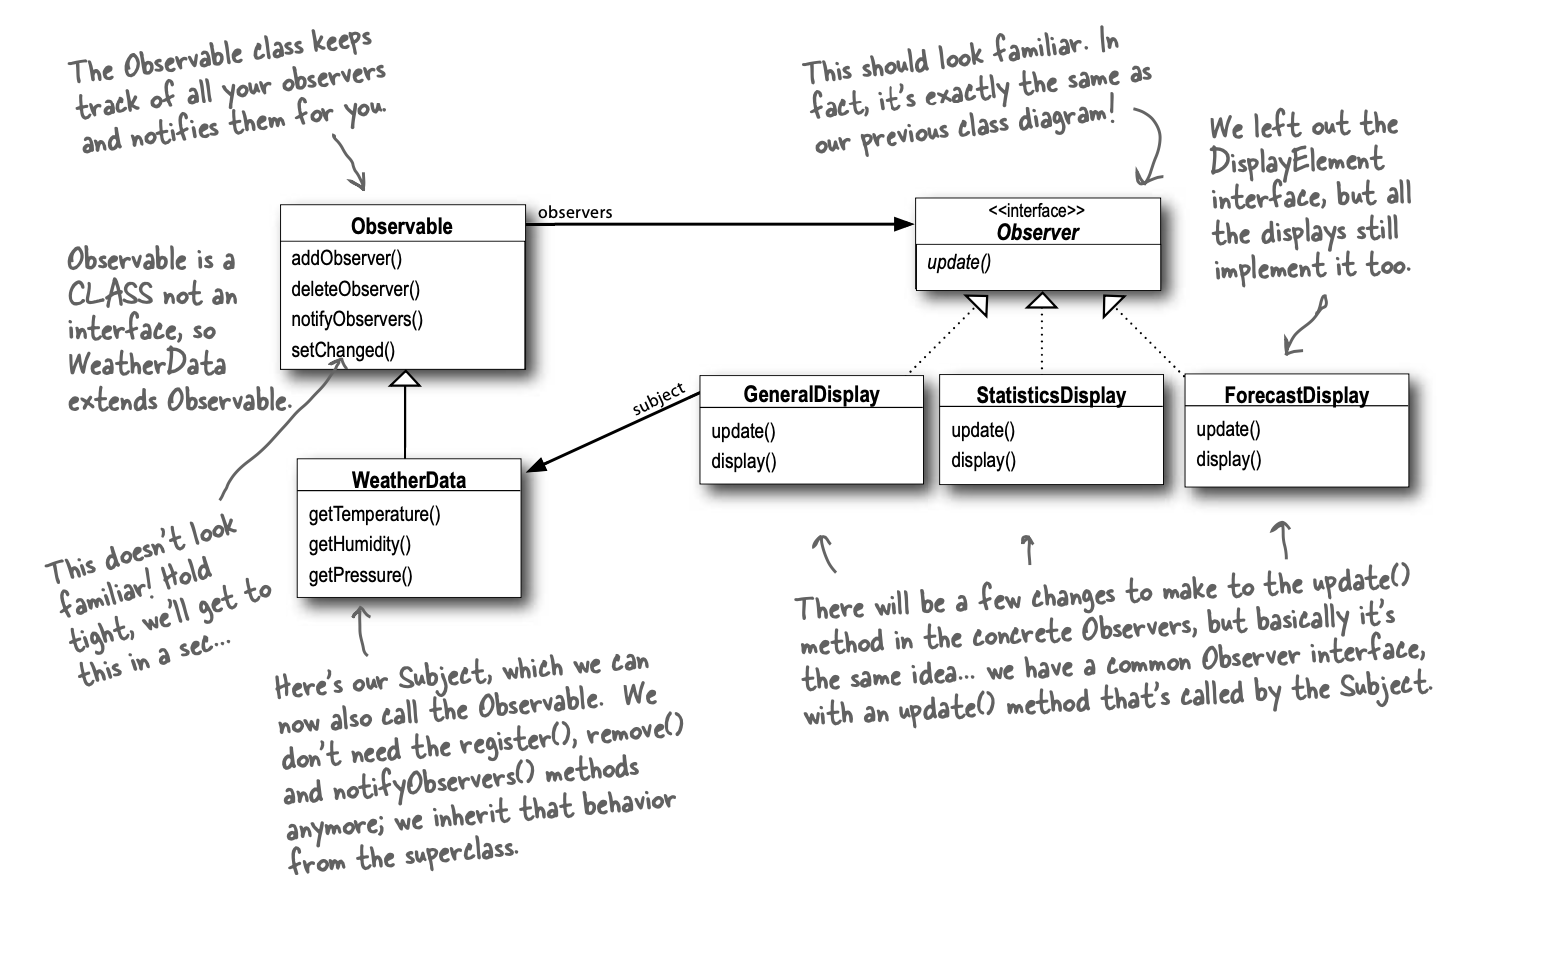 The Observable class keeps
track of all your observers
and notifies them for you.
This should look familiar. In
fact, it's exactly the same as
our previous class diagram!
We left out the
DisplayElement
interface, but all
the displays still
implement it too.
Observable is a
CLASS not an
interface, so
WeatherData
extends Observable.
Observable
addObserver()
deleteObserver()
notifyObservers()
setChanged()
observers
<<interface>>
Observer
update()
subject
GeneralDisplay
update()
display()
StatisticsDisplay
update()
display()
ForecastDisplay
update()
display()
WeatherData
getTemperature()
getHumidity()
getPressure()
This doesn't look
familiar! Hold
tight, we'll get to
this in a sec...
Here's our Subject, which we can
now also call the Observable. We
don't need the register(), remove()
and notifyObservers() methods
anymore; we inherit that behavior
from the superclass.
There will be a few changes to make to the update()
method in the concrete Observers, but basically it's
the same idea... we have a common Observer interface,
with an update() method that's called by the Subject.